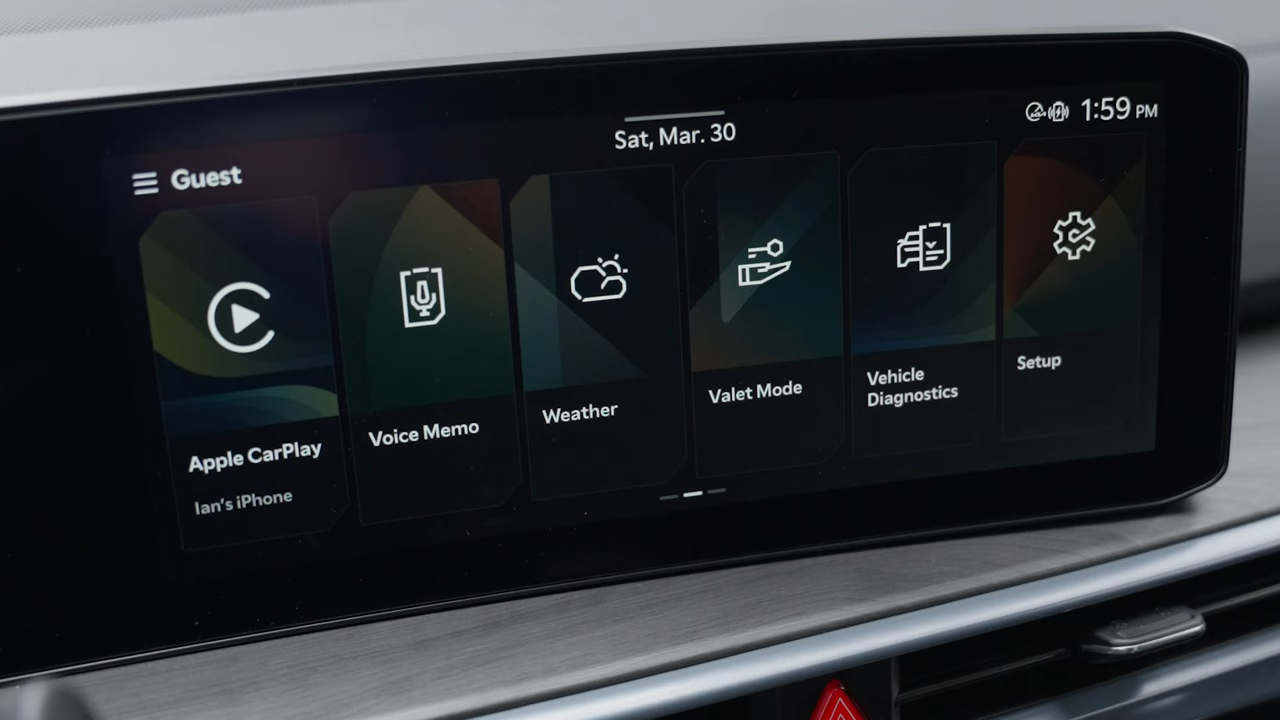 Sat, Mar. 30
1:59 PM
Guest
Apple CarPlay
Ian's iPhone
Voice Memo
Weather
Valet Mode
Vehicle
Diagnostics
Setup